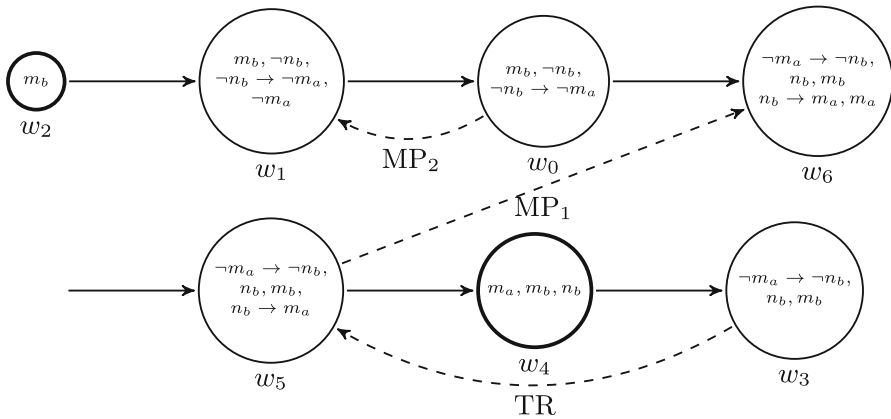 m_b
w_2
m_b, ¬n_b,
¬n_b → ¬m_a,
¬m_a
w_1
MP_2
m_b, ¬n_b,
¬n_b → ¬m_a
w_0
¬m_a → ¬n_b,
n_b, m_b
n_b → m_a, m_a
w_6
MP_1
¬m_a → ¬n_b,
n_b, m_b,
n_b → m_a
w_5
m_a, m_b, n_b
w_4
¬m_a → ¬n_b,
n_b, m_b
w_3
TR